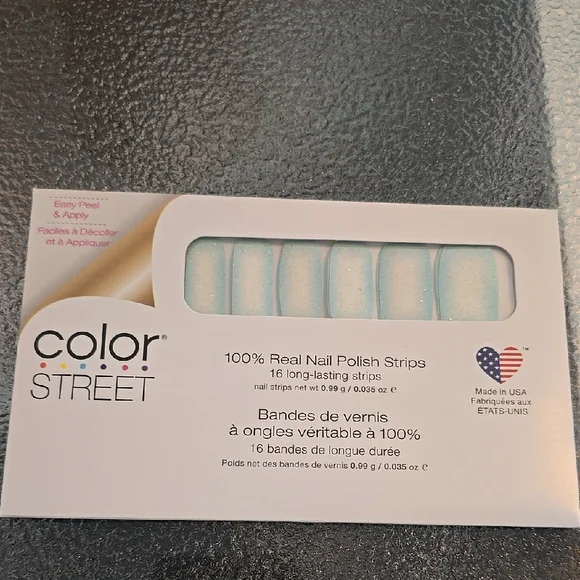 Easy Peel
& Apply
Faciles à Décoller
et à Appliquer
color®
STREET
100% Real Nail Polish Strips
16 long-lasting strips
nail strips net wt 0.99 g / 0.035 oz e
Bandes de vernis
à ongles véritable à 100%
16 bandes de longue durée
Poids net des bandes de vernis 0.99 g / 0.035 oz e
TM
Made in USA
Fabriquées aux
ÉTATS-UNIS